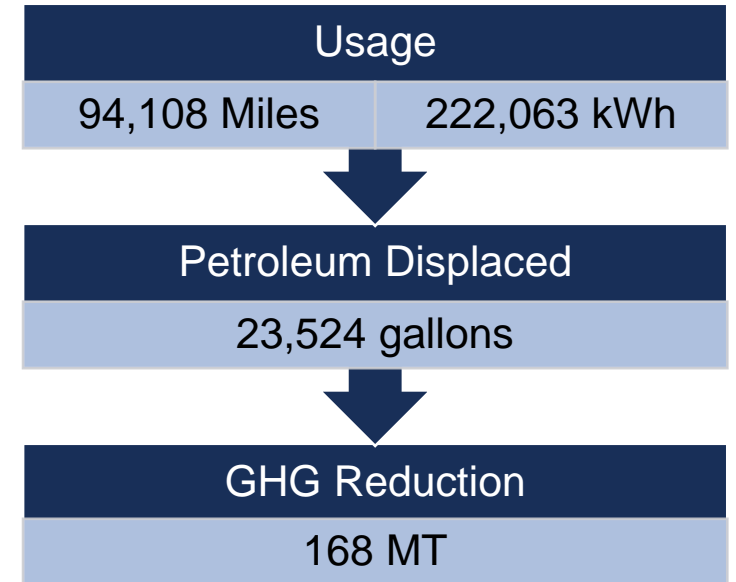 Usage
94,108 Miles 222,063 kWh
Petroleum Displaced
23,524 gallons
GHG Reduction
168 MT